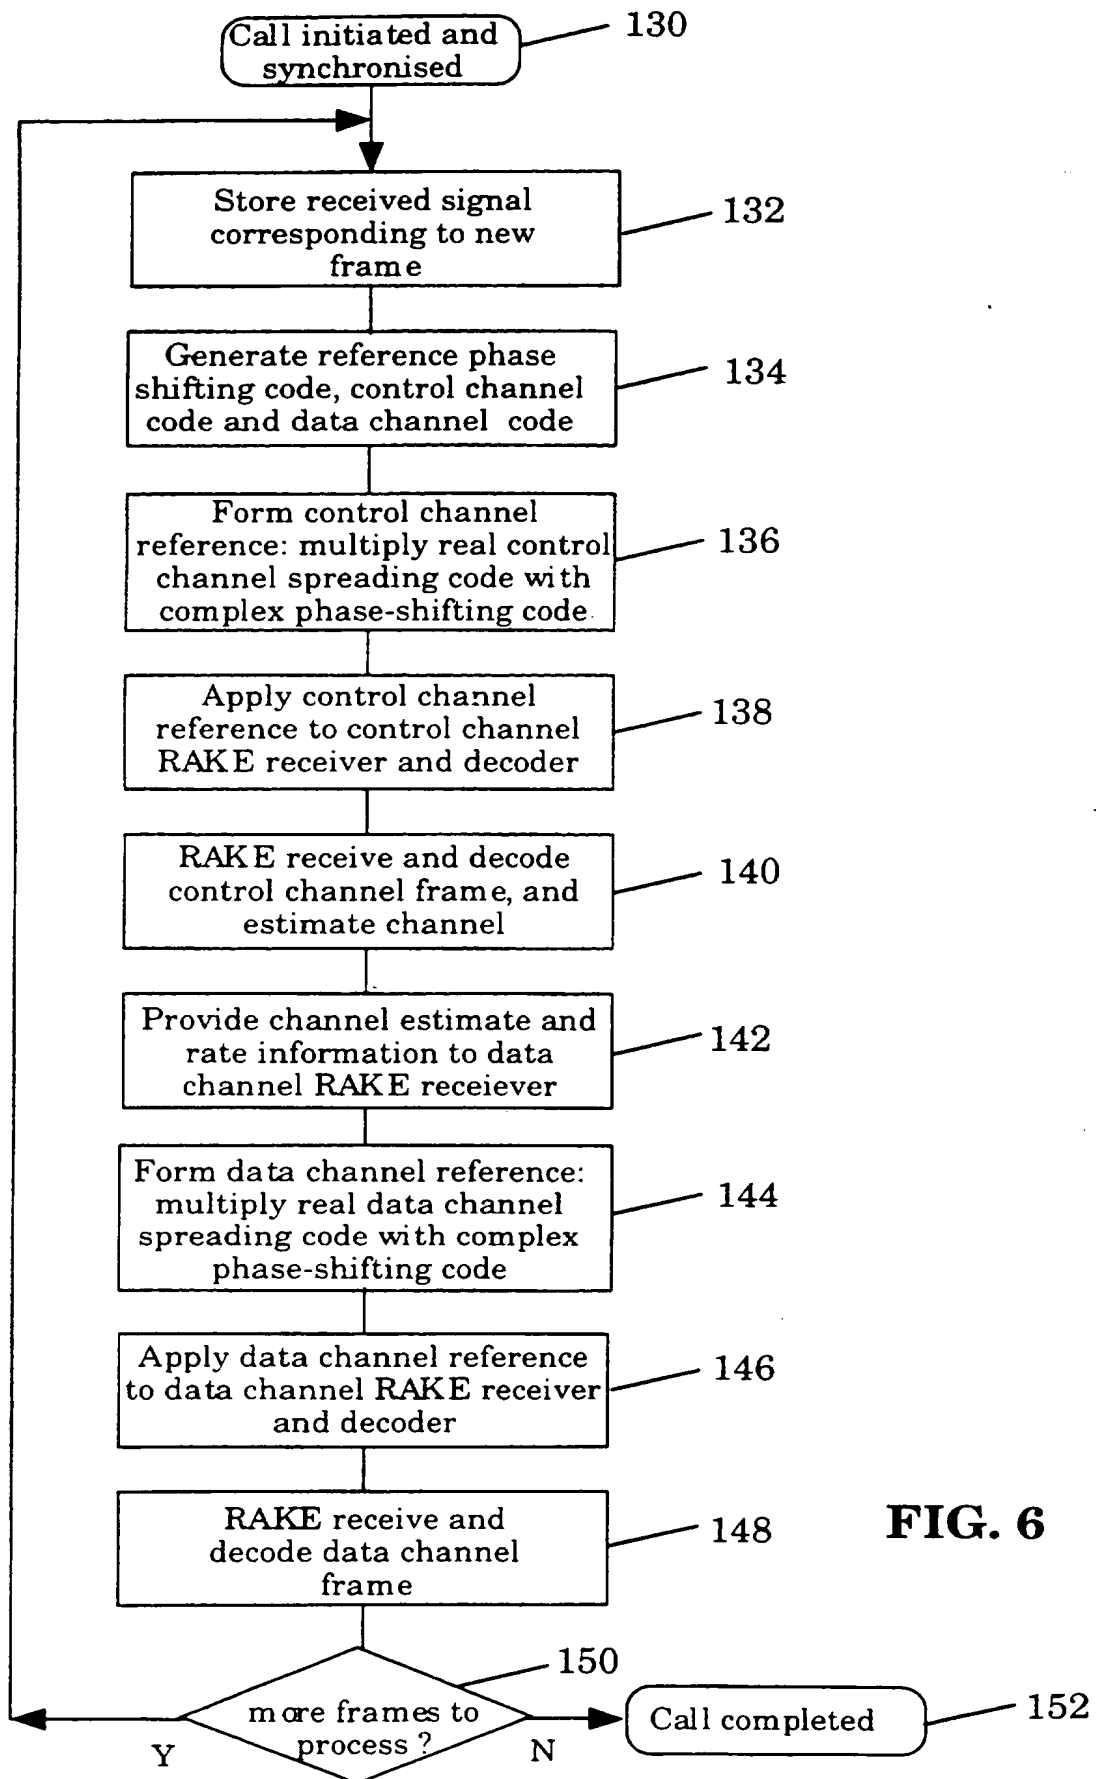 Call initiated and
synchronised
130
Store received signal
corresponding to new
frame
132
Generate reference phase
shifting code, control channel
code and data channel code
134
Form control channel
reference: multiply real control
channel spreading code with
complex phase-shifting code
136
Apply control channel
reference to control channel
RAKE receiver and decoder
138
RAKE receive and decode
control channel frame, and
estimate channel
140
Provide channel estimate and
rate information to data
channel RAKE receiever
142
Form data channel reference:
multiply real data channel
spreading code with complex
phase-shifting code
144
Apply data channel reference
to data channel RAKE receiver
and decoder
146
RAKE receive and
decode data channel
frame
148
FIG. 6
more frames to
process ?
150
Y
N
Call completed
152